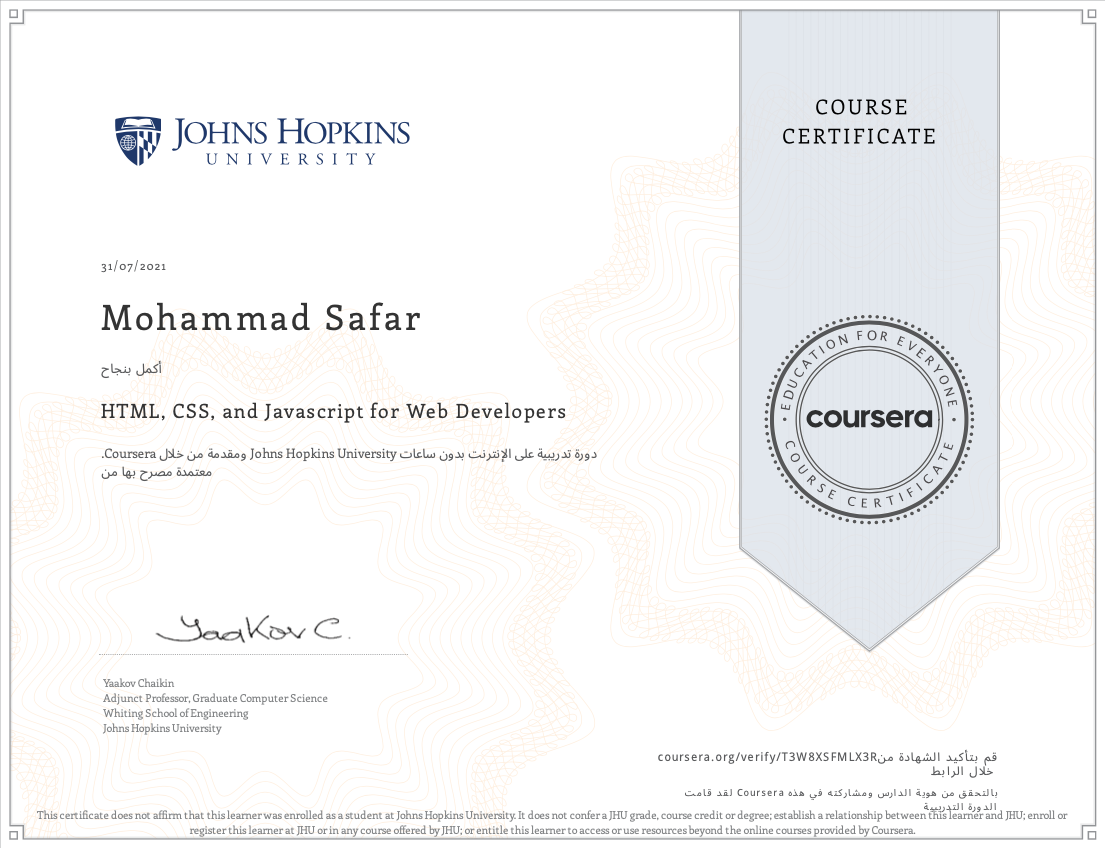 JOHNS HOPKINS
UNIVERSITY
COURSE
CERTIFICATE
31/07/2021
Mohammad Safar
أكمل بنجاح
HTML, CSS, and Javascript for Web Developers
دورة تدريبية على الإنترنت بدون ساعات Johns Hopkins University ومقدمة من خلال Coursera.
معتمدة مصرح بها من
EDUCATION FOR EVERYONE
coursera
COURSE CERTIFICATE
Yaakov C.
Yaakov Chaikin
Adjunct Professor, Graduate Computer Science
Whiting School of Engineering
Johns Hopkins University
قم بتأكيد الشهادة من coursera.org/verify/T3W8XSFMLX3R
خلال الرابط
بالتحقق من هوية الدارس ومشاركته في هذه Coursera لقد قامت
الدورة التدريبية
This certificate does not affirm that this learner was enrolled as a student at Johns Hopkins University. It does not confer a JHU grade, course credit or degree; establish a relationship between this learner and JHU; enroll or
register this learner at JHU or in any course offered by JHU; or entitle this learner to access or use resources beyond the online courses provided by Coursera.